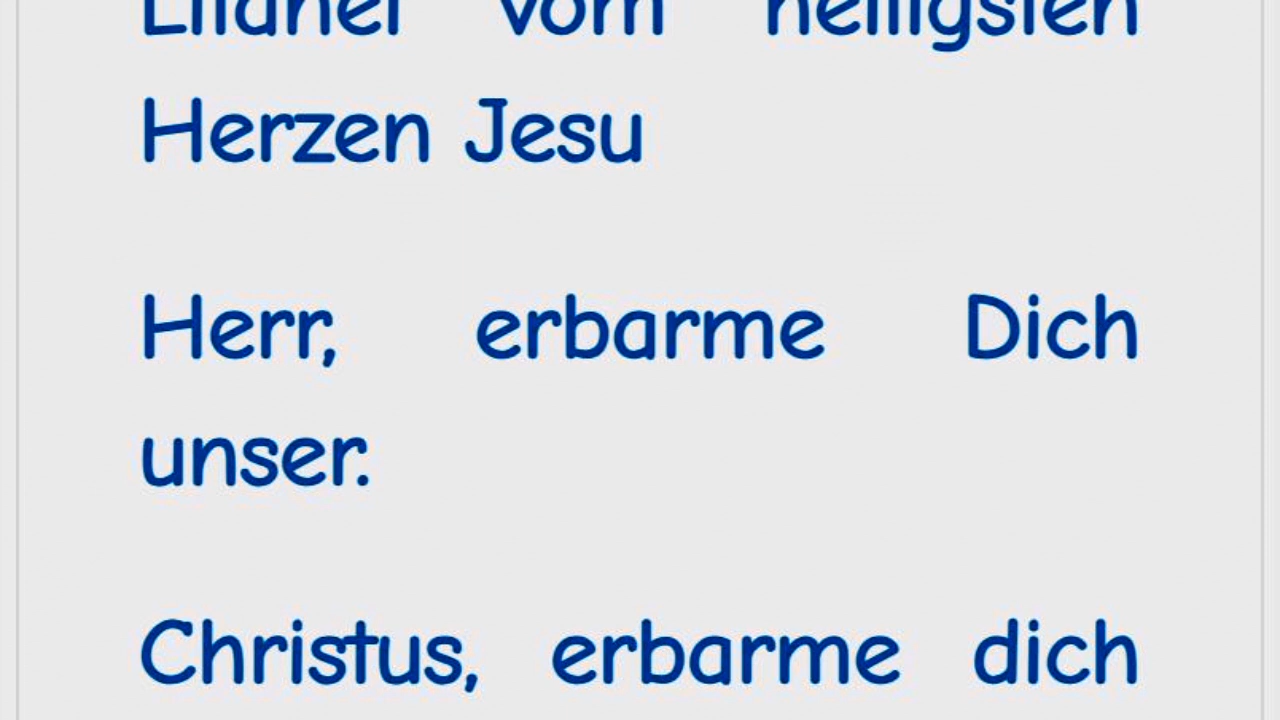 Litanei vom heiligsten
Herzen Jesu
Herr, erbarme Dich
unser.
Christus, erbarme dich